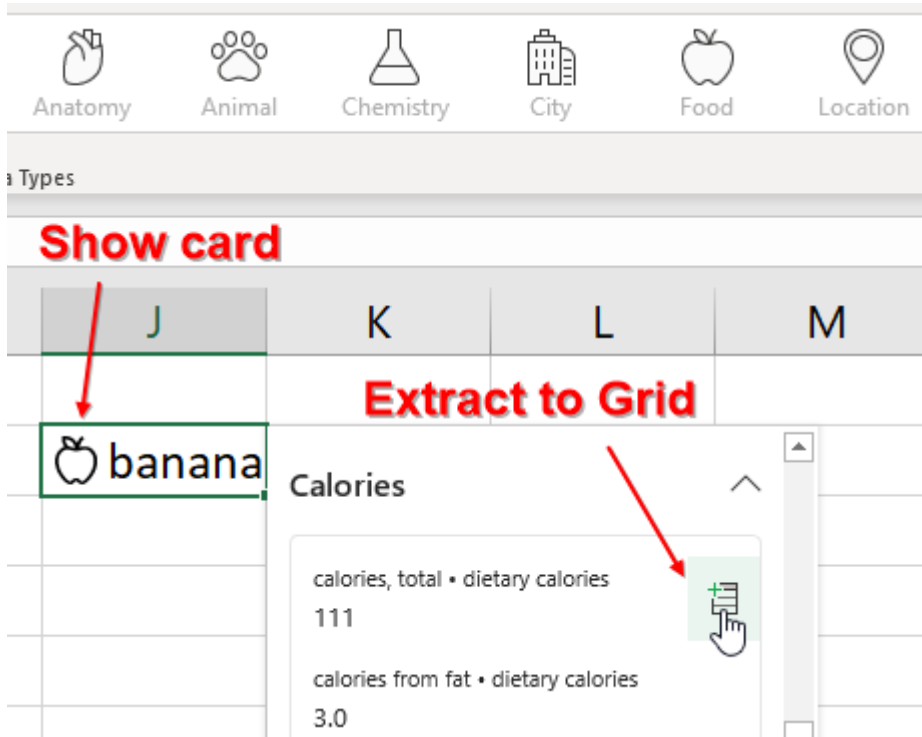 Anatomy Animal Chemistry City Food Location
a Types
Show card
J K L M
Extract to Grid
banana
Calories
calories, total • dietary calories
111
calories from fat • dietary calories
3.0